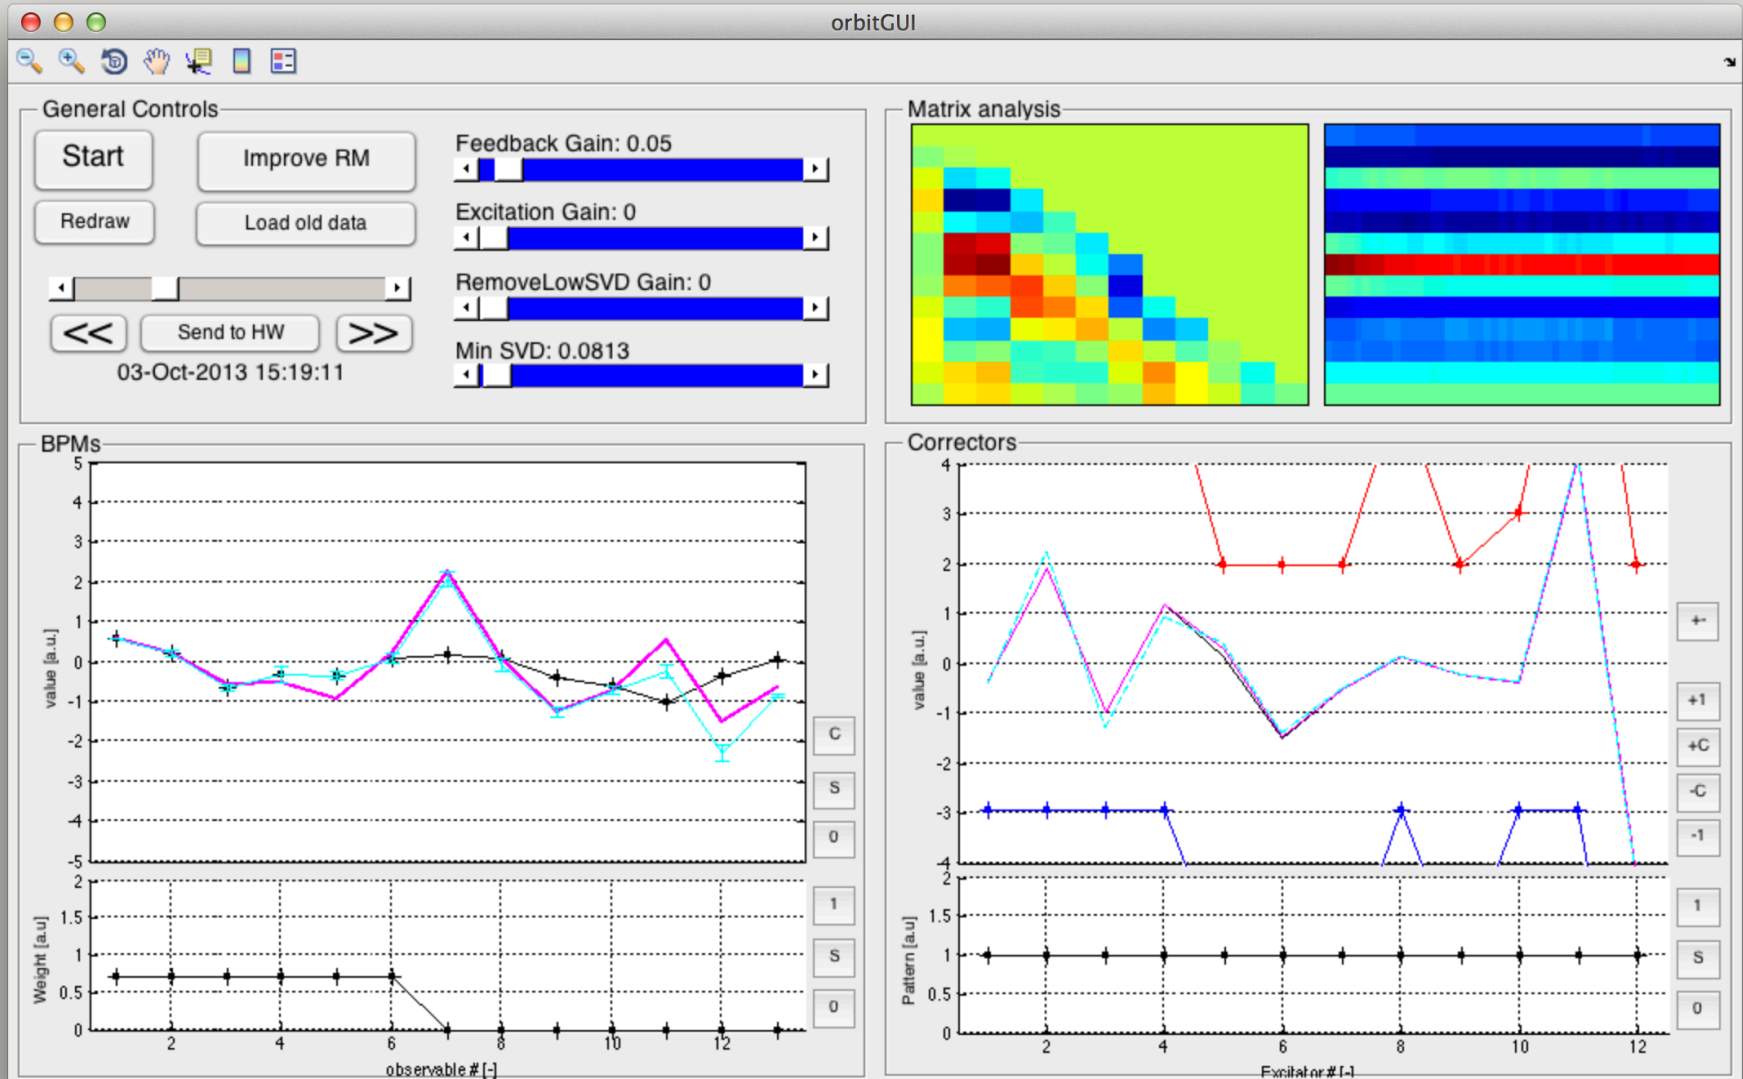 orbitGUI
General Controls
Start
Improve RM
Redraw
Load old data
<<
Send to HW
>>
03-Oct-2013 15:19:11
Feedback Gain: 0.05
Excitation Gain: 0
RemoveLowSVD Gain: 0
Min SVD: 0.0813
Matrix analysis
BPMs
5
4
3
2
1
0
-1
-2
-3
-4
-5
value [a.u.]
C
S
0
2
1.5
1
0.5
0
Weight [a.u]
2 4 6 8 10 12
observable # [-]
1
S
0
Correctors
4
3
2
1
0
-1
-2
-3
-4
value [a.u.]
+-
+1
+C
-C
-1
2
1.5
1
0.5
0
Pattern [a.u]
2 4 6 8 10 12
Excitator # [-]
1
S
0